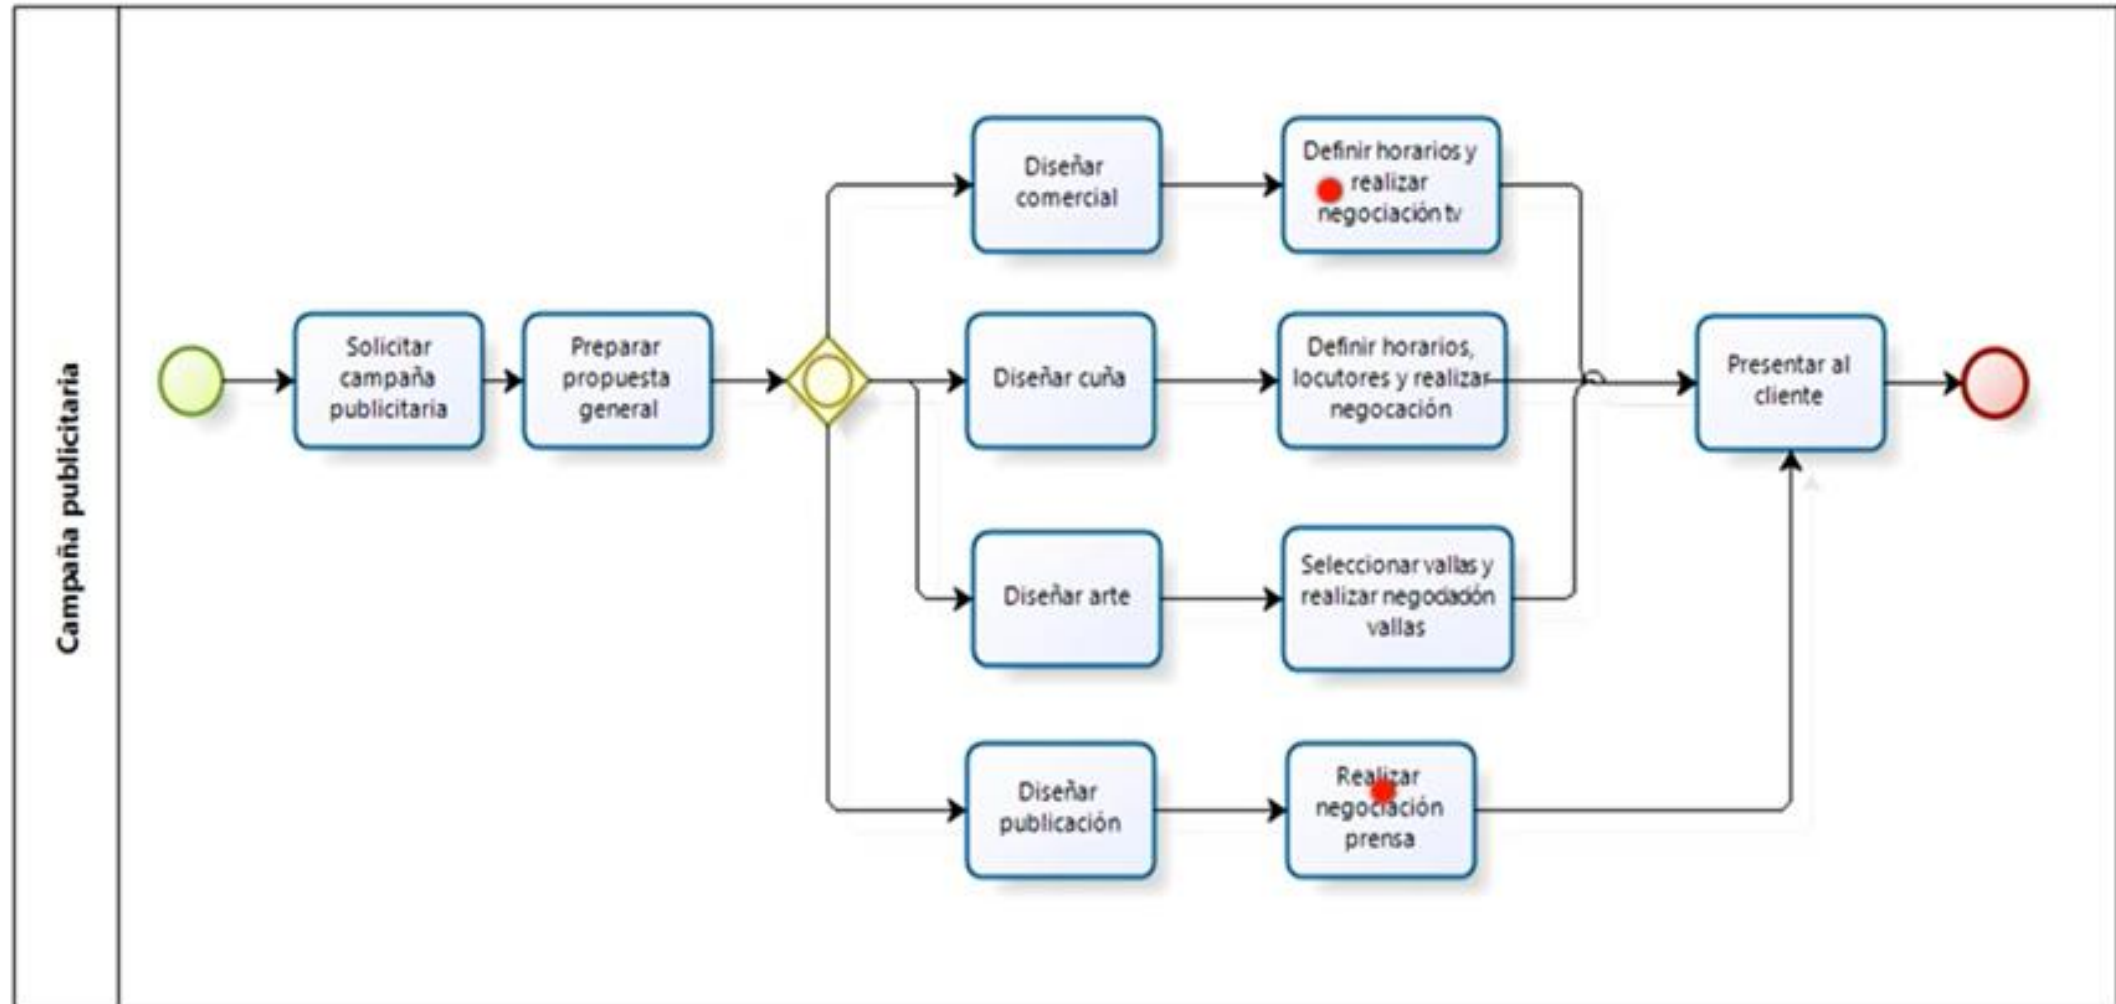 Campaña publicitaria
Solicitar
campaña
publicitaria
Preparar
propuesta
general
Diseñar
comercial
Definir horarios y
realizar
negociación tv
Diseñar cuña
Definir horarios,
locutores y realizar
negocación
Diseñar arte
Seleccionar vallas y
realizar negociación
vallas
Diseñar
publicación
Realizar
negociación
prensa
Presentar al
cliente